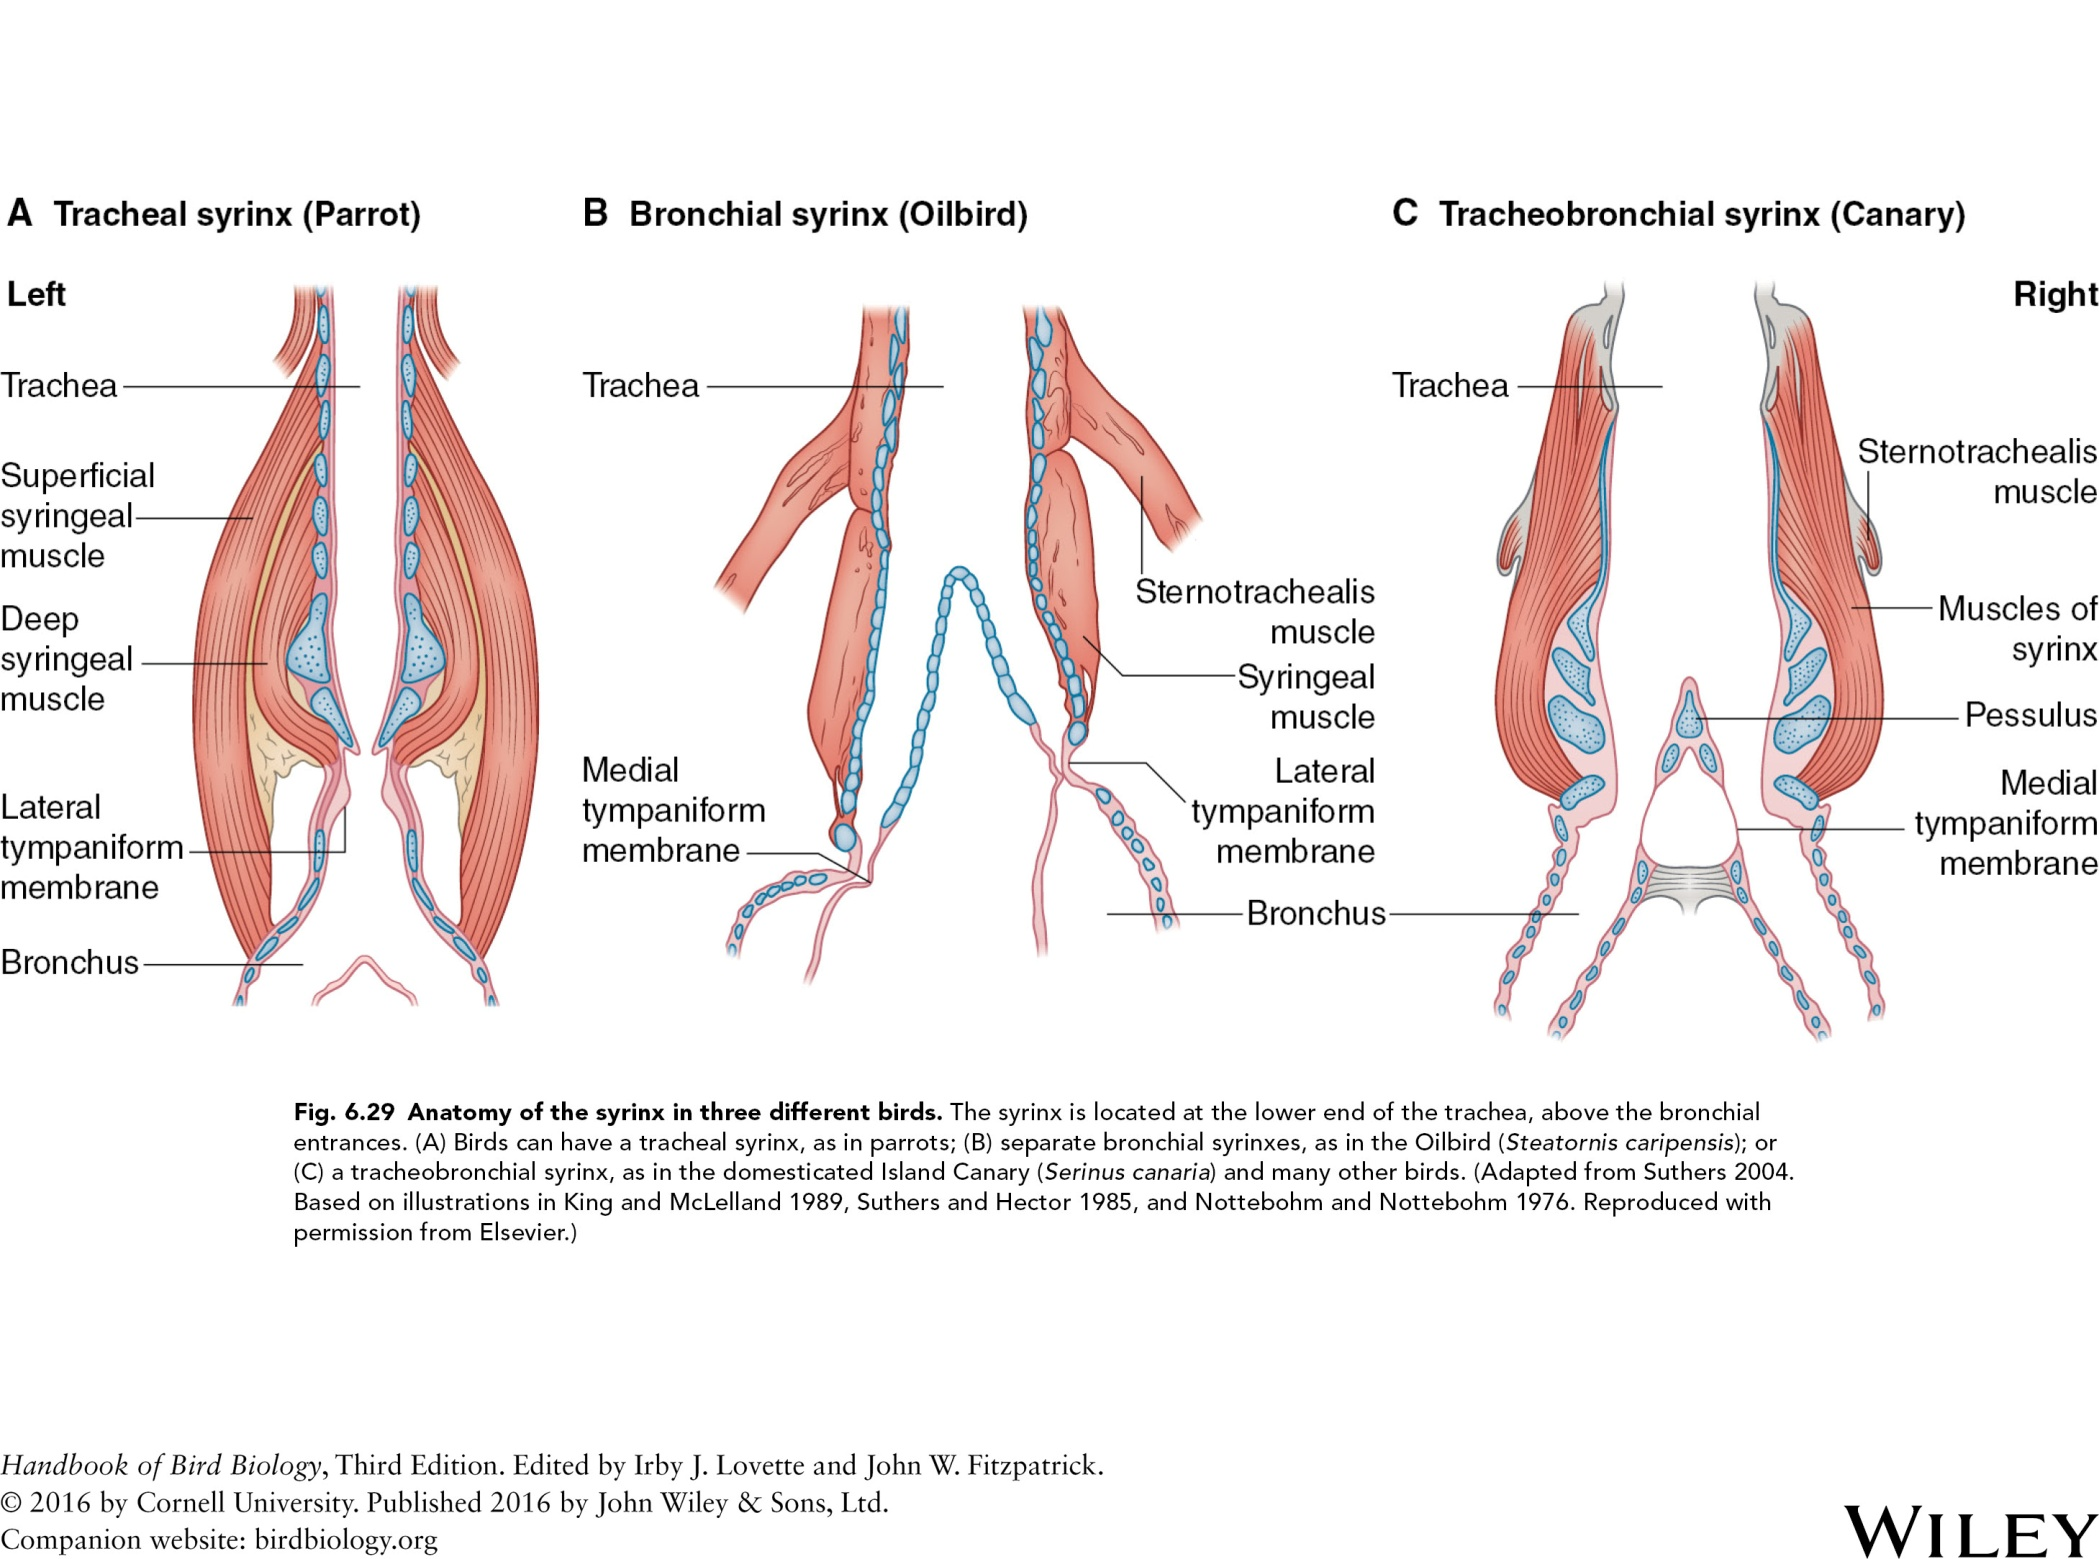 A Tracheal syrinx (Parrot)
Left
Trachea
Superficial
syringeal
muscle
Deep
syringeal
muscle
Lateral
tympaniform
membrane
Bronchus
B Bronchial syrinx (Oilbird)
Trachea
Sternotrachealis
muscle
Syringeal
muscle
Medial
tympaniform
membrane
Lateral
tympaniform
membrane
Bronchus
C Tracheobronchial syrinx (Canary)
Right
Trachea
Sternotrachealis
muscle
Muscles of
syrinx
Pessulus
Medial
tympaniform
membrane
Fig. 6.29 Anatomy of the syrinx in three different birds. The syrinx is located at the lower end of the trachea, above the bronchial
entrances. (A) Birds can have a tracheal syrinx, as in parrots; (B) separate bronchial syrinxes, as in the Oilbird (Steatornis caripensis); or
(C) a tracheobronchial syrinx, as in the domesticated Island Canary (Serinus canaria) and many other birds. (Adapted from Suthers 2004.
Based on illustrations in King and McLelland 1989, Suthers and Hector 1985, and Nottebohm and Nottebohm 1976. Reproduced with
permission from Elsevier.)
Handbook of Bird Biology, Third Edition. Edited by Irby J. Lovette and John W. Fitzpatrick.
© 2016 by Cornell University. Published 2016 by John Wiley & Sons, Ltd.
Companion website: birdbiology.org
WILEY